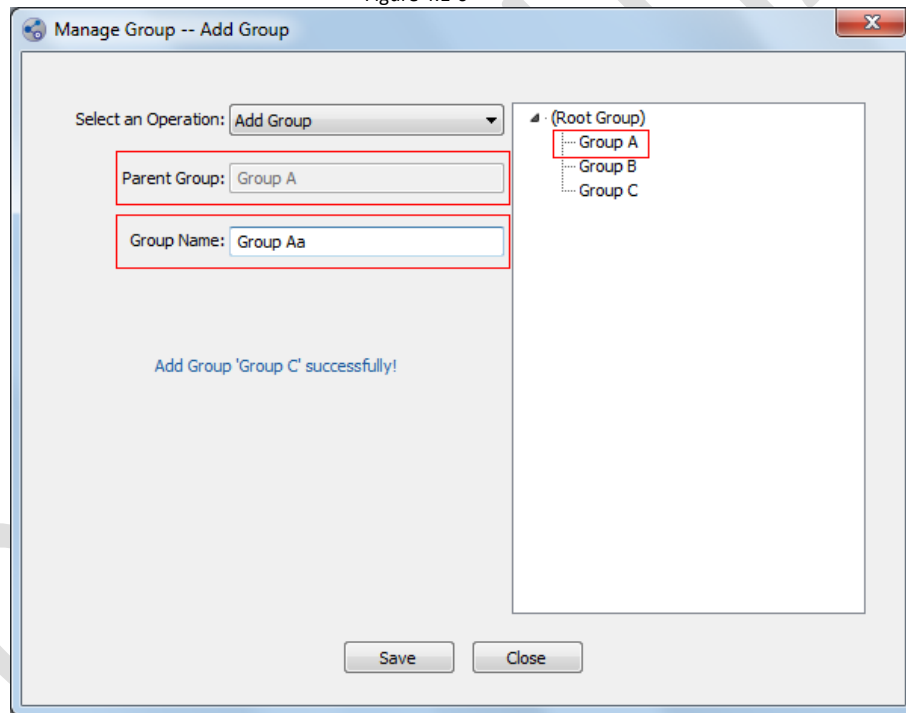 Manage Group -- Add Group
Select an Operation: Add Group
Parent Group: Group A
Group Name: Group Aa
Add Group 'Group C' successfully!
(Root Group)
Group A
Group B
Group C
Save
Close